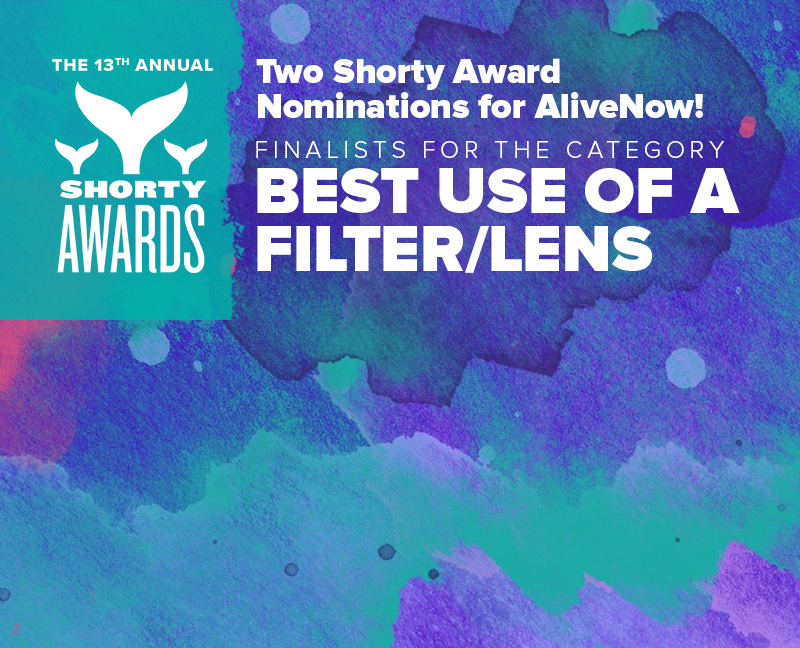 THE 13TH ANNUAL
SHORTY
AWARDS
Two Shorty Award
Nominations for AliveNow!
FINALISTS FOR THE CATEGORY
BEST USE OF A
FILTER/LENS